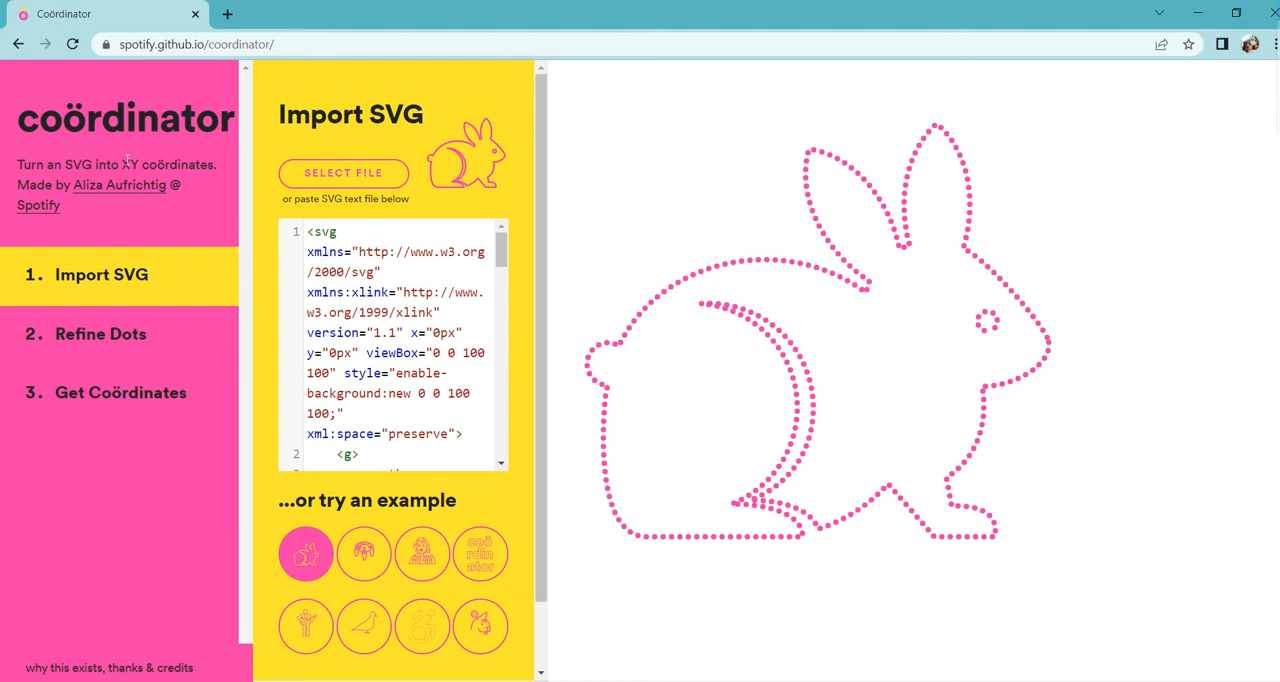 Coördinator
spotify.github.io/coordinator/
coördinator
Turn an SVG into XY coördinates.
Made by Aliza Aufrichtig @
Spotify
1. Import SVG
2. Refine Dots
3. Get Coördinates
why this exists, thanks & credits
Import SVG
SELECT FILE
or paste SVG text file below
1 <svg
xmlns="http://www.w3.org
/2000/svg"
xmlns:xlink="http://www.
w3.org/1999/xlink"
version="1.1" x="0px"
y="0px" viewBox="0 0 100
100" style="enable-
background:new 0 0 100
100;"
xml:space="preserve">
2 <g>
...or try an example
coö
rdin
ator